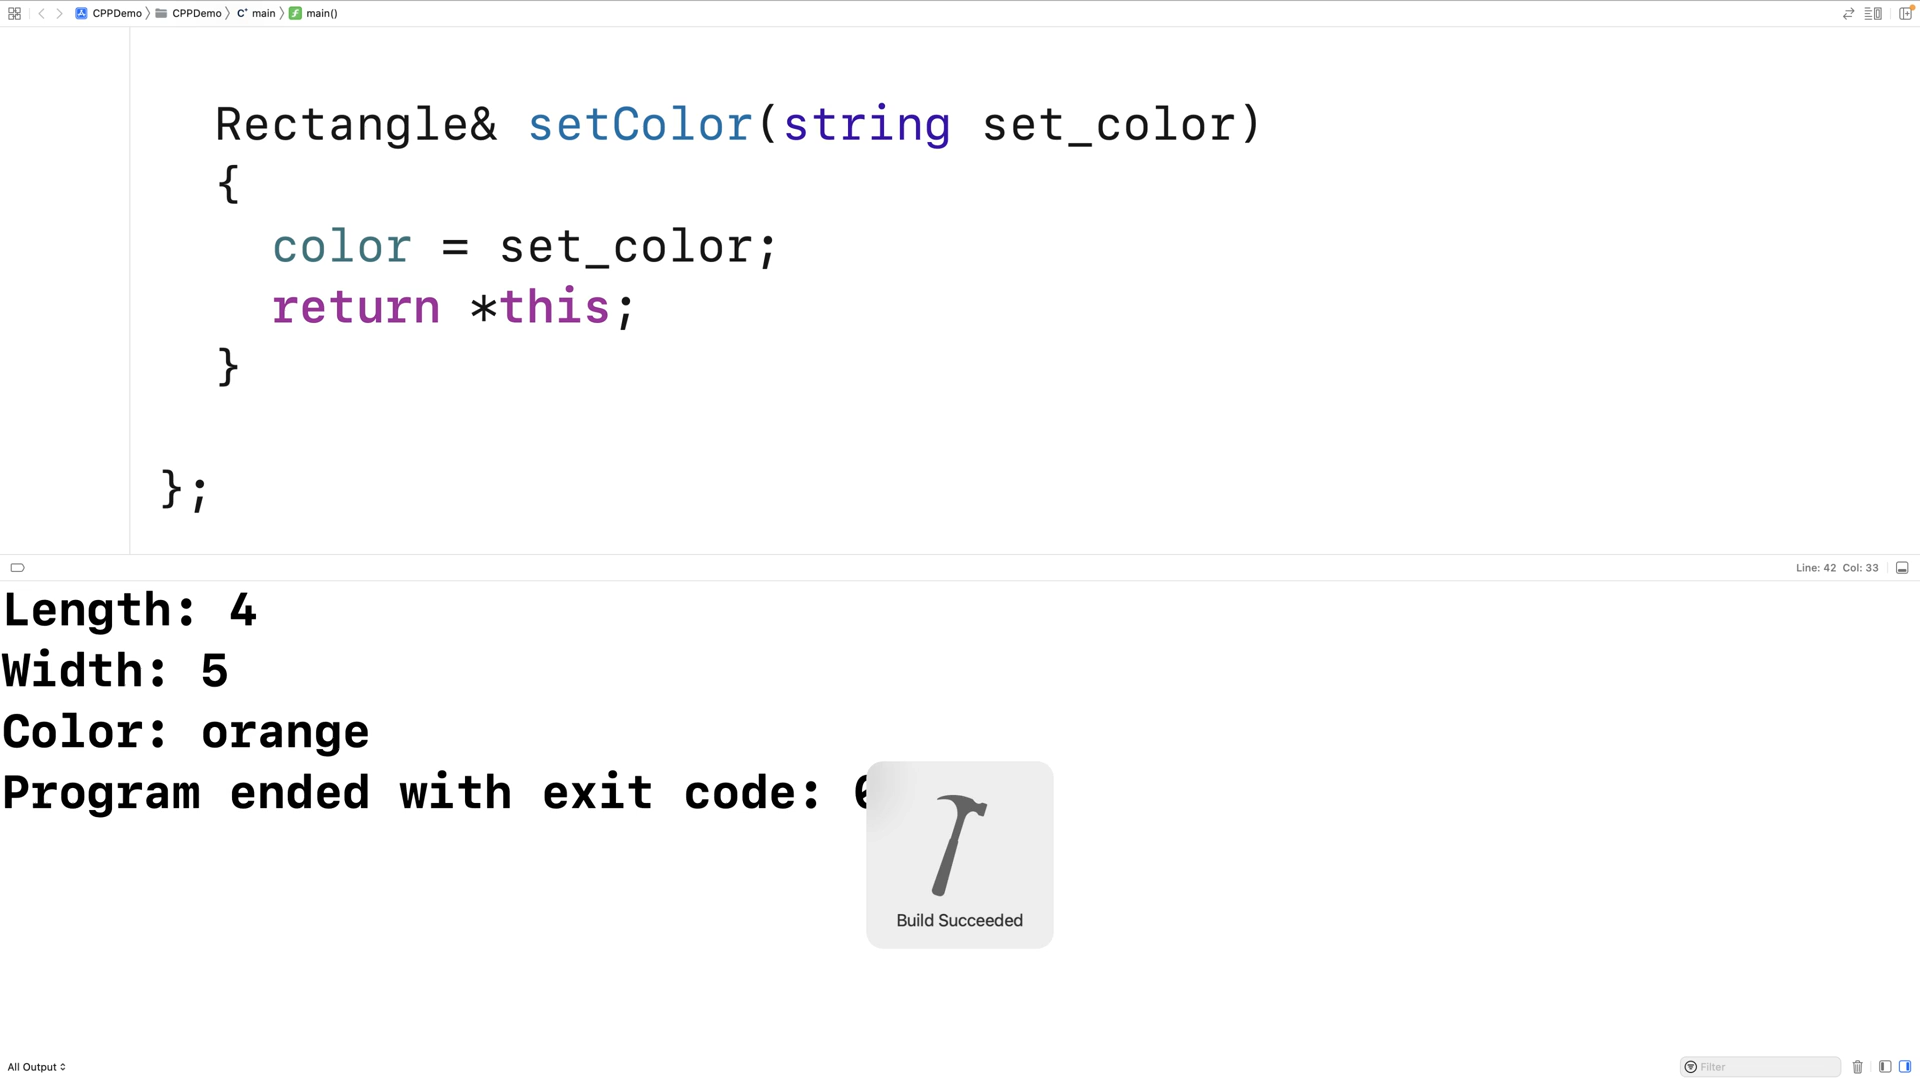 CPPDemo CPPDemo C+ main f main()
Rectangle& setColor(string set_color)
{
color = set_color;
return *this;
}
};
Line: 42 Col: 33
Length: 4
Width: 5
Color: orange
Program ended with exit code:
Build Succeeded
All Output
Filter